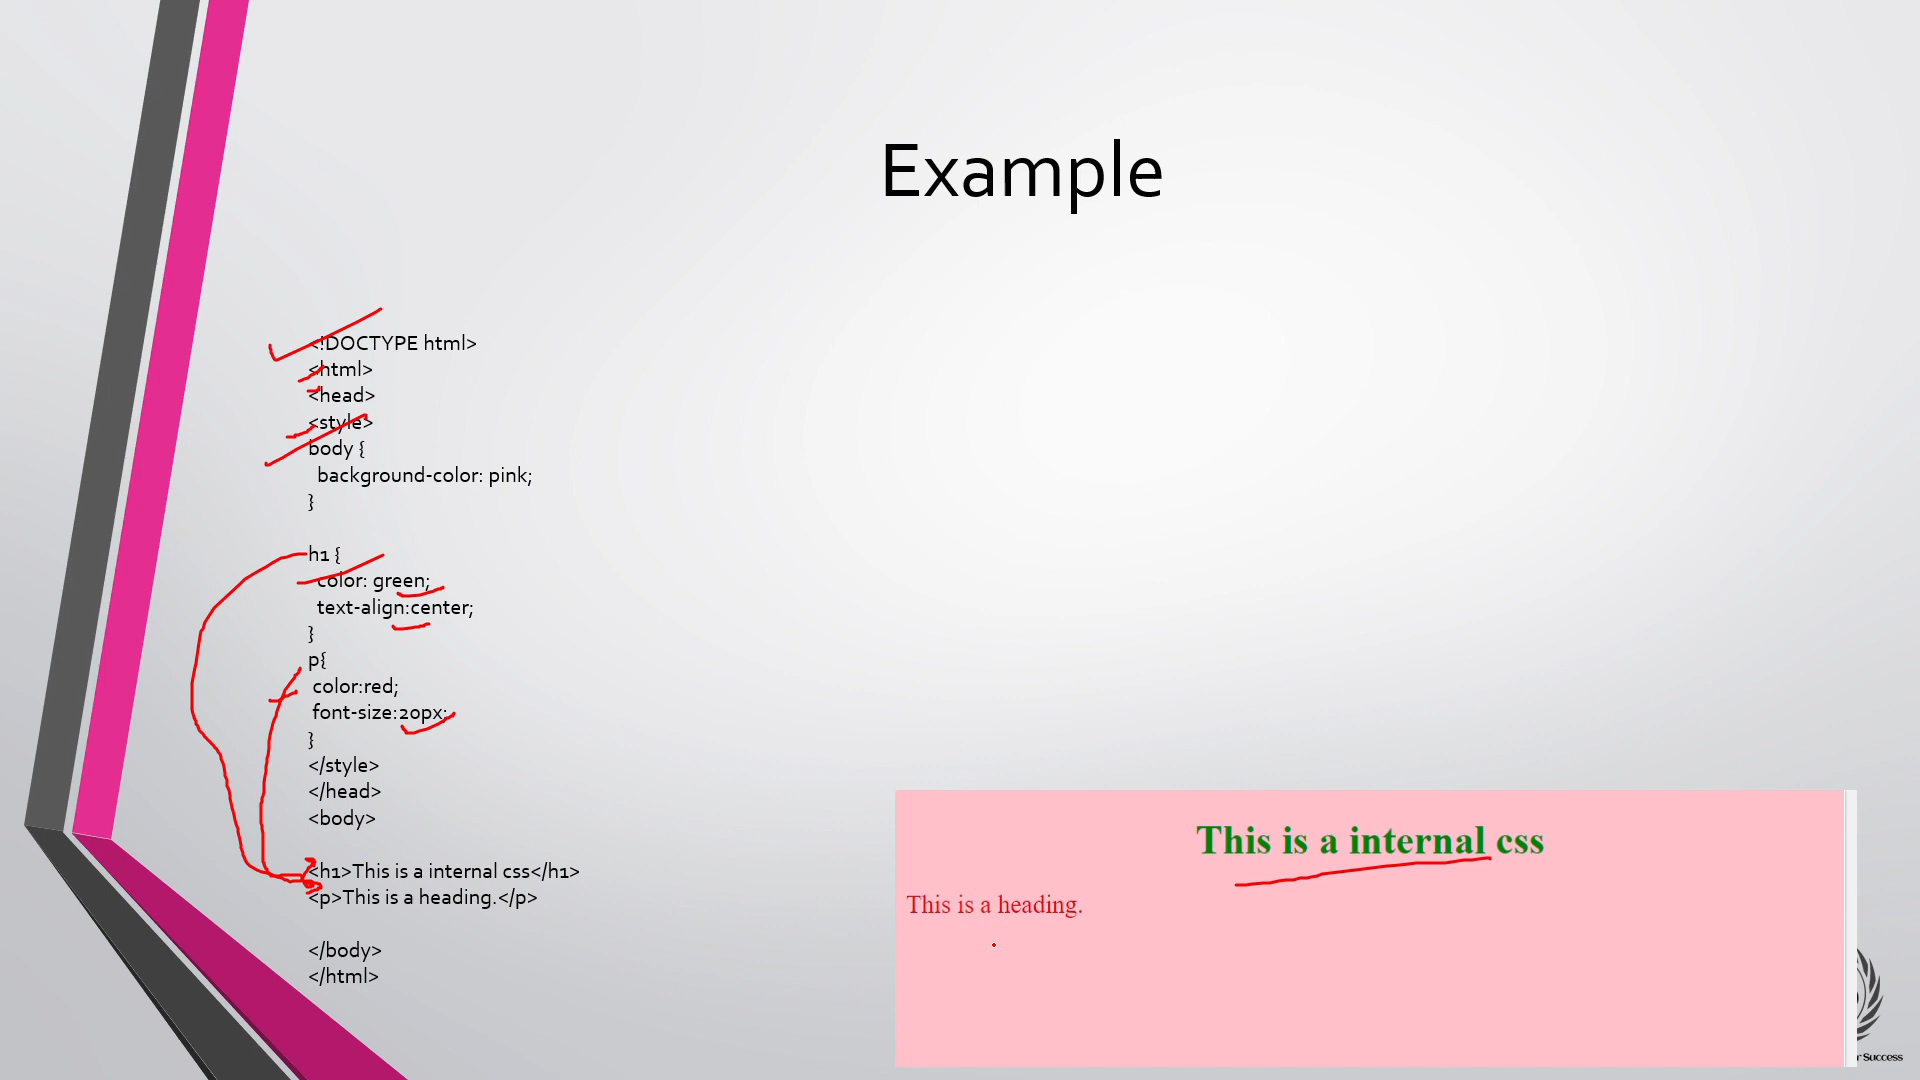 Example
<!DOCTYPE html>
<html>
<head>
<style>
body {
background-color: pink;
}
h1 {
color: green;
text-align:center;
}
p{
color:red;
font-size:20px;
}
</style>
</head>
<body>
<h1>This is a internal css</h1>
<p>This is a heading.</p>
</body>
</html>
This is a internal css
This is a heading.
Success